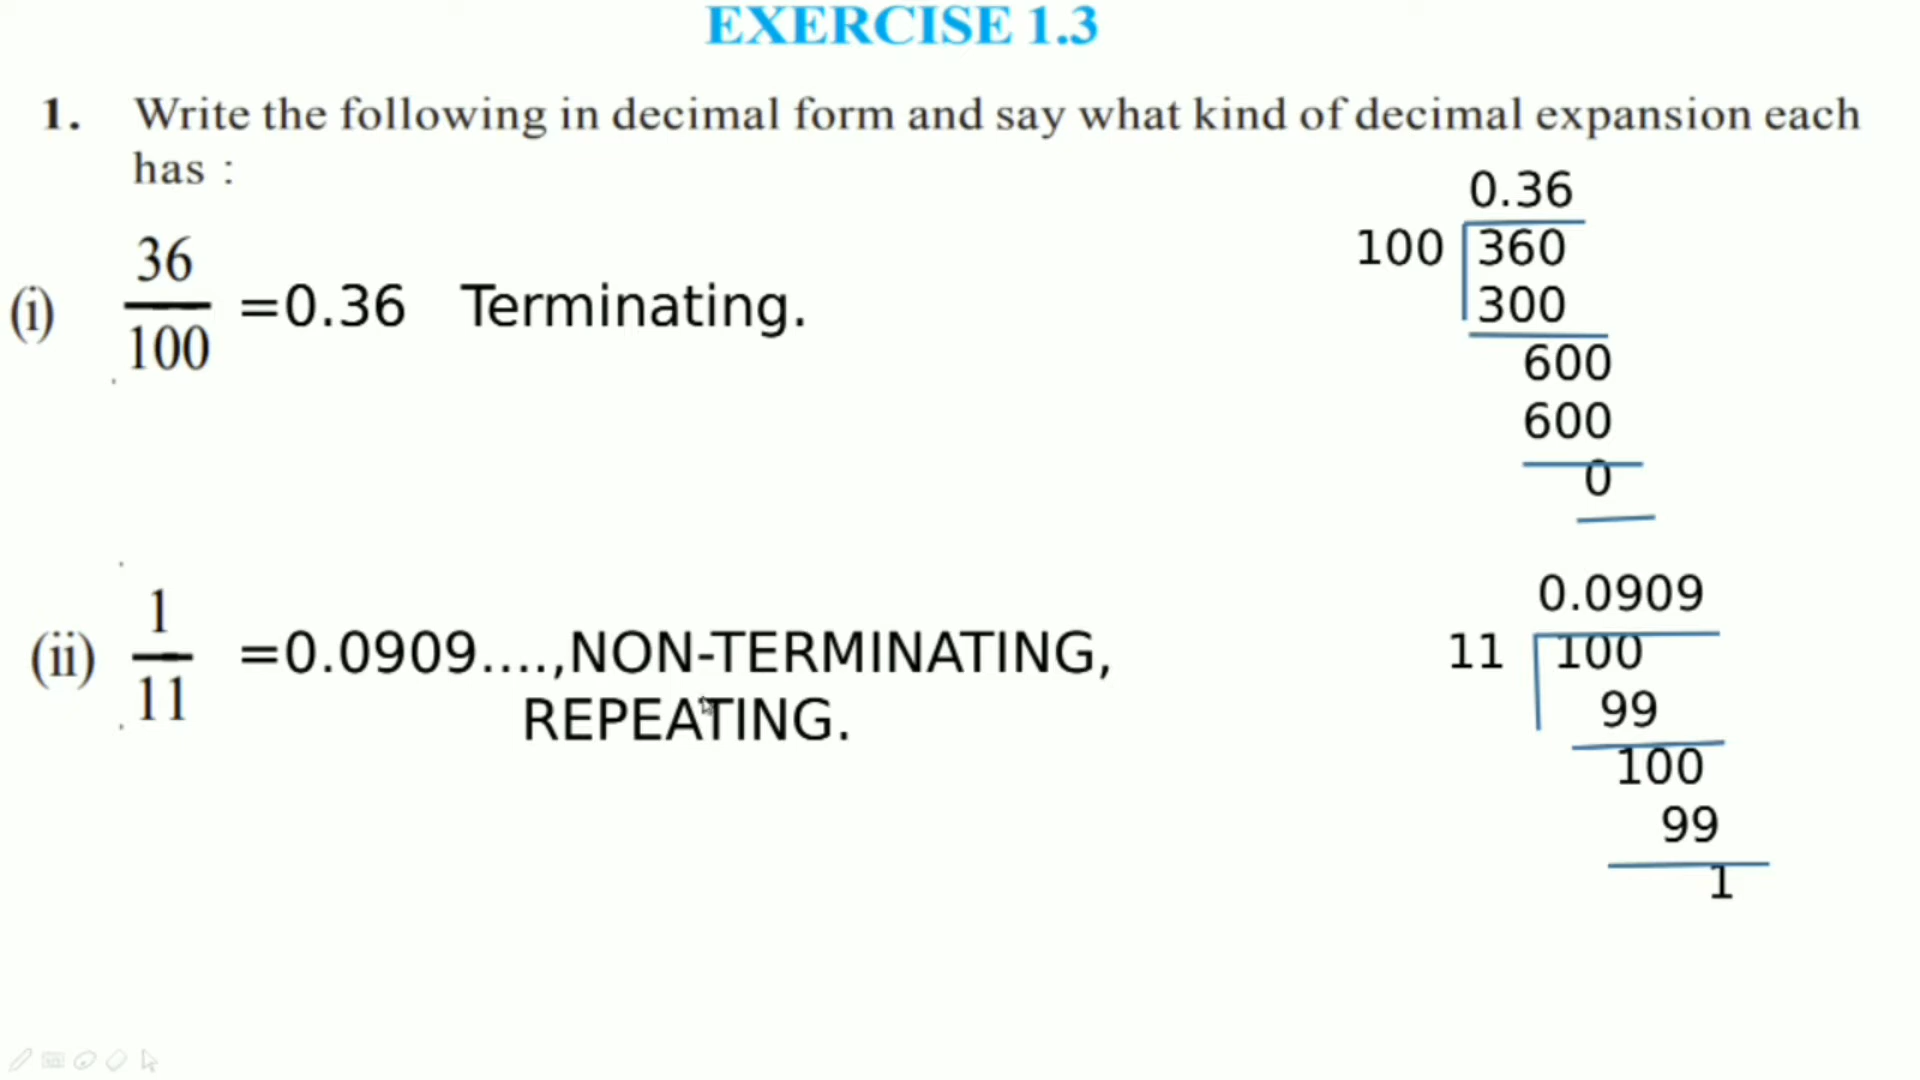 EXERCISE 1.3
1. Write the following in decimal form and say what kind of decimal expansion each
has :
(i) 36/100 =0.36 Terminating.
0.36
100 360
300
600
600
0
(ii) 1/11 =0.0909....,NON-TERMINATING,
REPEATING.
0.0909
11 100
99
100
99
1